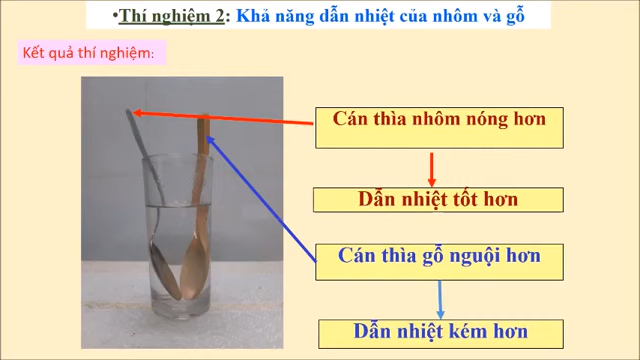 •Thí nghiệm 2: Khả năng dẫn nhiệt của nhôm và gỗ
Kết quả thí nghiệm:
Cán thìa nhôm nóng hơn
Dẫn nhiệt tốt hơn
Cán thìa gỗ nguội hơn
Dẫn nhiệt kém hơn